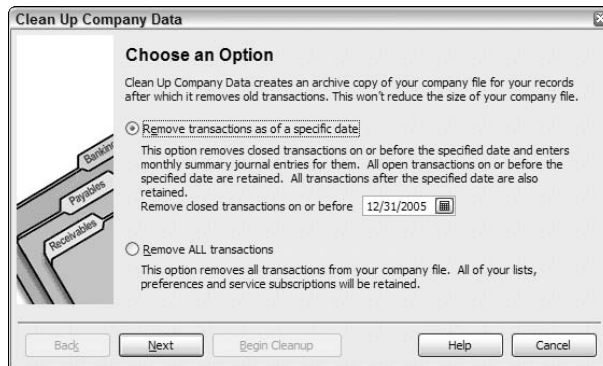 Clean Up Company Data
Choose an Option
Clean Up Company Data creates an archive copy of your company file for your records
after which it removes old transactions. This won't reduce the size of your company file.
Remove transactions as of a specific date
This option removes closed transactions on or before the specified date and enters
monthly summary journal entries for them. All open transactions on or before the
specified date are retained. All transactions after the specified date are also
retained.
Remove closed transactions on or before 12/31/2005
Remove ALL transactions
This option removes all transactions from your company file. All of your lists,
preferences and service subscriptions will be retained.
Banking
Payables
Receivables
Back Next Begin Cleanup Help Cancel